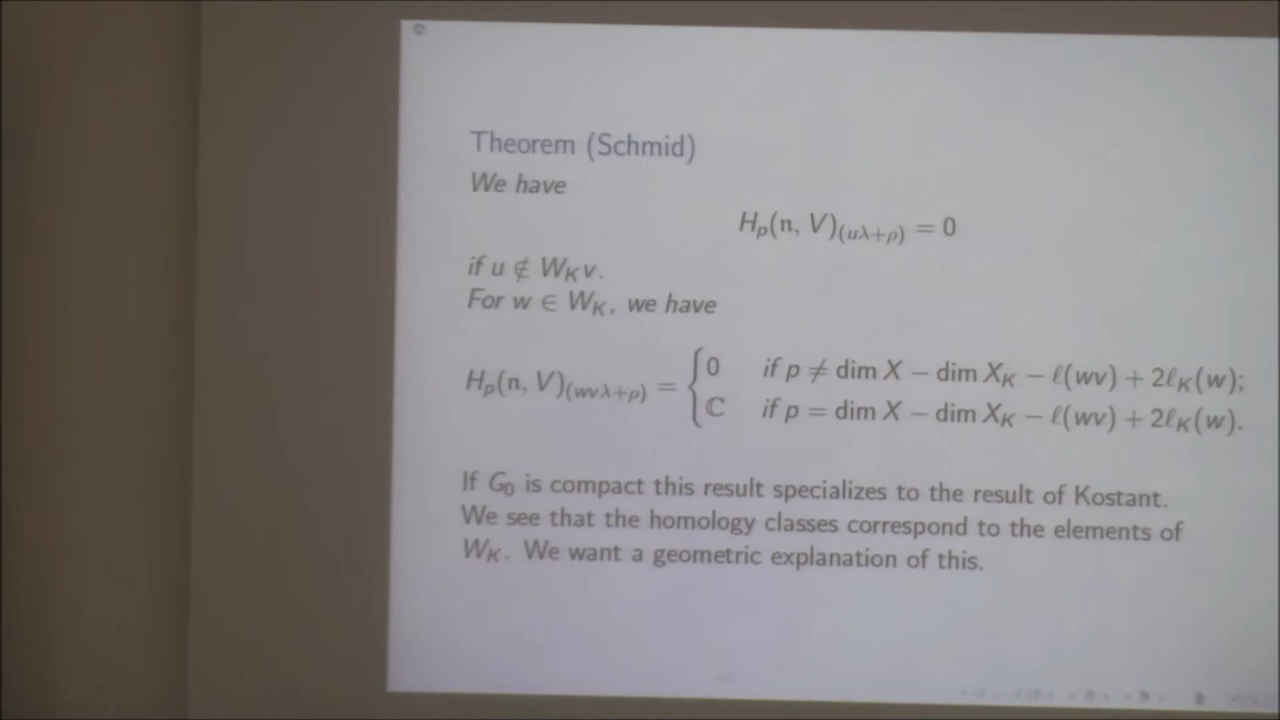 Theorem (Schmid)
We have
H_p(𝔫, V)_(uλ+ρ) = 0
if u ∉ W_K v.
For w ∈ W_K, we have
H_p(𝔫, V)_(wvλ+ρ) = { 0 if p ≠ dim X − dim X_K − ℓ(wv) + 2ℓ_K(w);
ℂ if p = dim X − dim X_K − ℓ(wv) + 2ℓ_K(w).
If G_0 is compact this result specializes to the result of Kostant.
We see that the homology classes correspond to the elements of
W_K. We want a geometric explanation of this.